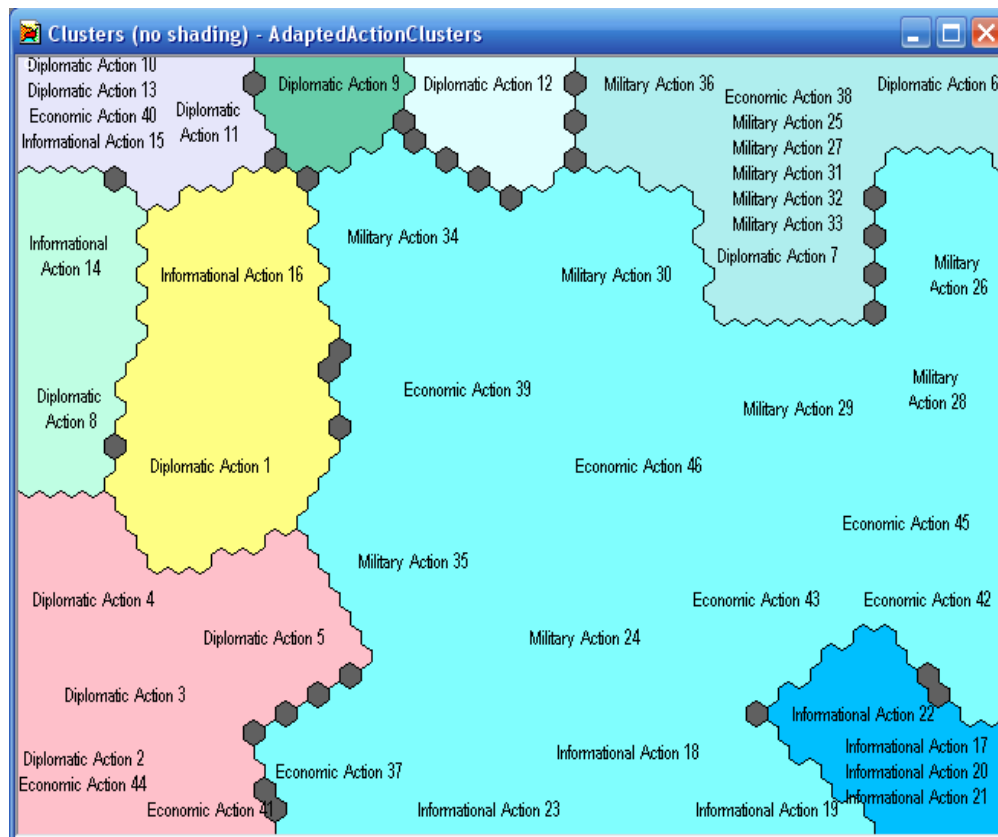 Clusters (no shading) - AdaptedActionClusters
Diplomatic Action 10
Diplomatic Action 13
Economic Action 40
Informational Action 15
Diplomatic
Action 11
Diplomatic Action 9
Diplomatic Action 12
Military Action 36
Economic Action 38
Military Action 25
Military Action 27
Military Action 31
Military Action 32
Military Action 33
Diplomatic Action 7
Diplomatic Action 6
Informational
Action 14
Informational Action 16
Military Action 34
Military Action 30
Military
Action 26
Diplomatic
Action 8
Economic Action 39
Military Action 29
Military
Action 28
Diplomatic Action 1
Economic Action 46
Economic Action 45
Military Action 35
Diplomatic Action 4
Economic Action 43
Economic Action 42
Diplomatic Action 5
Military Action 24
Diplomatic Action 3
Informational Action 22
Diplomatic Action 2
Economic Action 44
Economic Action 37
Informational Action 18
Informational Action 17
Informational Action 20
Informational Action 21
Economic Action 41
Informational Action 23
Informational Action 19